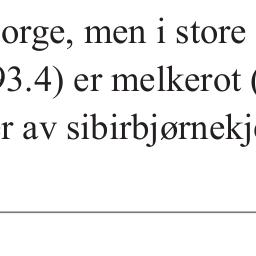 orge, men i store
93.4) er melkerot (
r av sibirbjørnekj